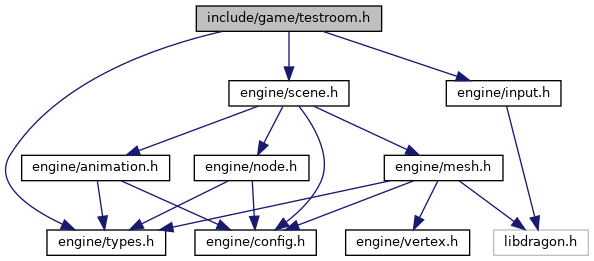 include/game/testroom.h
engine/scene.h
engine/input.h
engine/animation.h
engine/node.h
engine/mesh.h
engine/types.h
engine/config.h
engine/vertex.h
libdragon.h